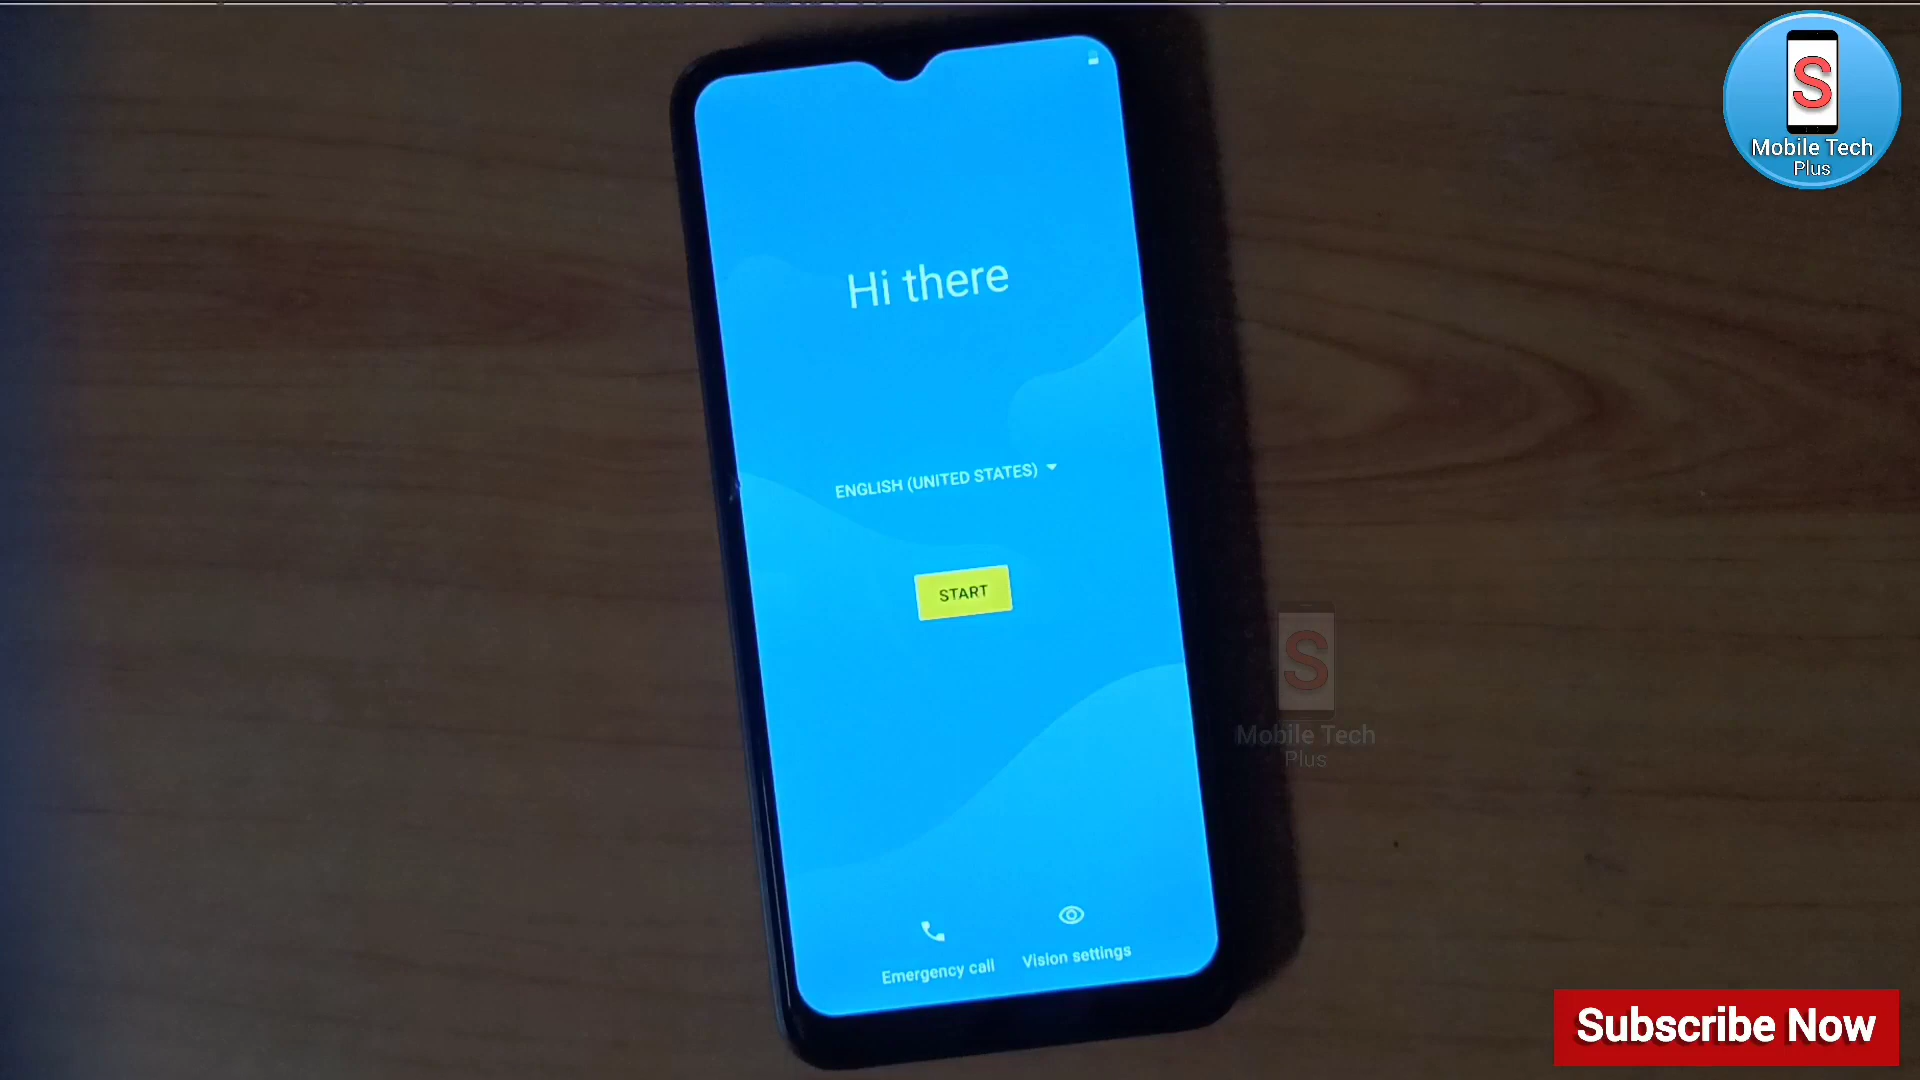 S
Mobile Tech
Plus
Hi there
ENGLISH (UNITED STATES)
START
S
Mobile Tech
Plus
Emergency call
Vision settings
Subscribe Now